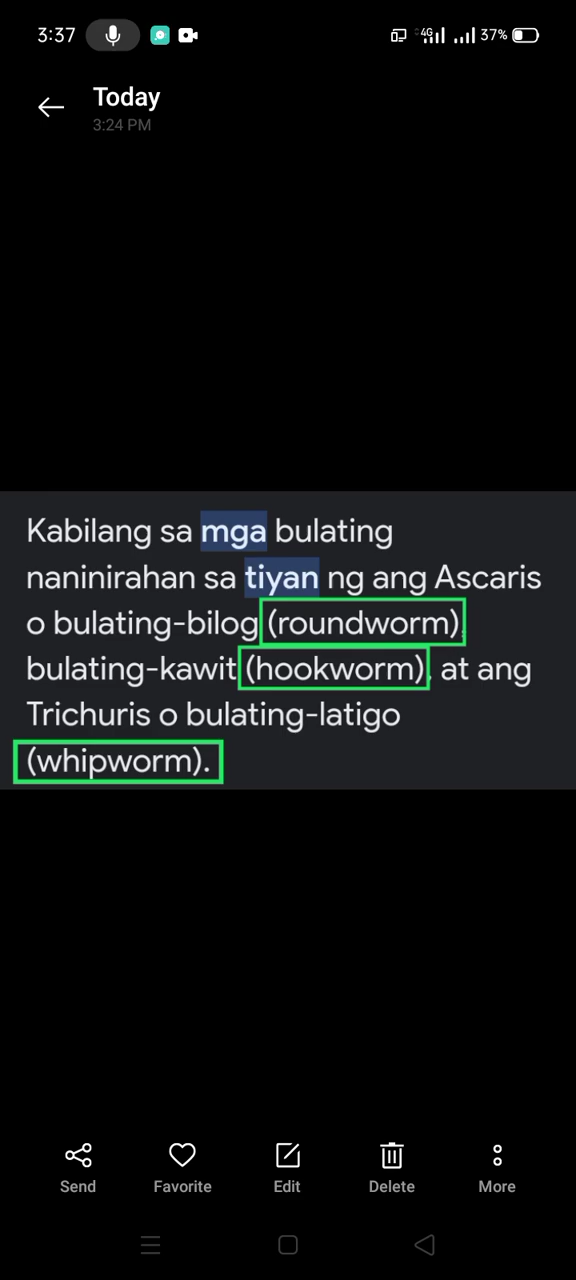 3:37
4G
37%
Today
3:24 PM
Kabilang sa mga bulating
naninirahan sa tiyan ng ang Ascaris
o bulating-bilog (roundworm),
bulating-kawit (hookworm), at ang
Trichuris o bulating-latigo
(whipworm).
Send
Favorite
Edit
Delete
More